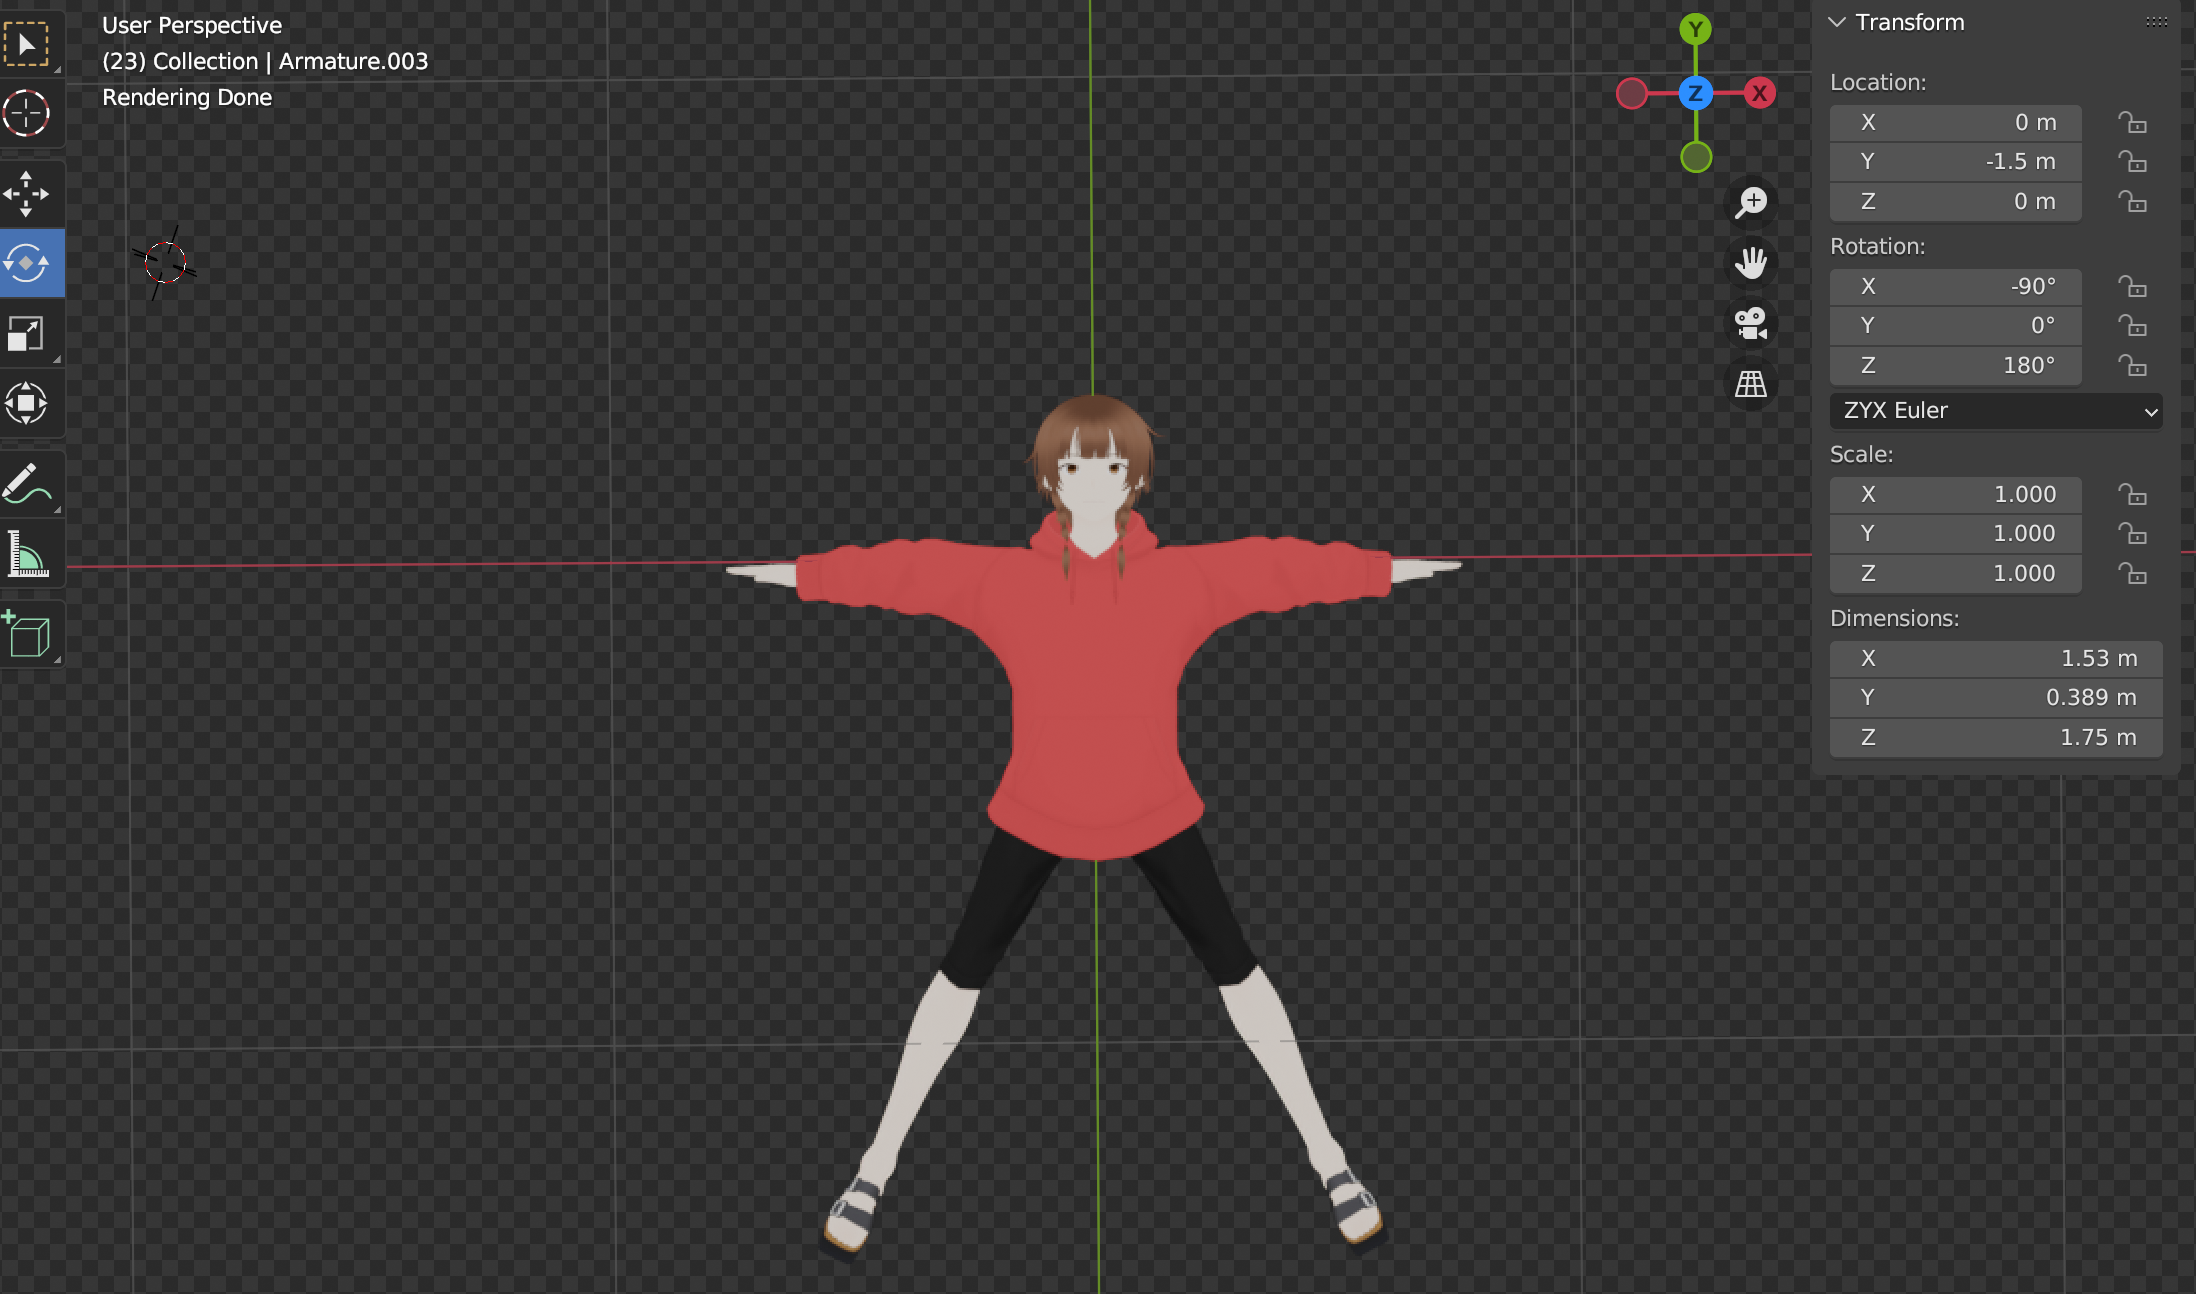 User Perspective
(23) Collection | Armature.003
Rendering Done
Y
Z
X
Transform
Location:
X 0 m
Y -1.5 m
Z 0 m
Rotation:
X -90°
Y 0°
Z 180°
ZYX Euler
Scale:
X 1.000
Y 1.000
Z 1.000
Dimensions:
X 1.53 m
Y 0.389 m
Z 1.75 m